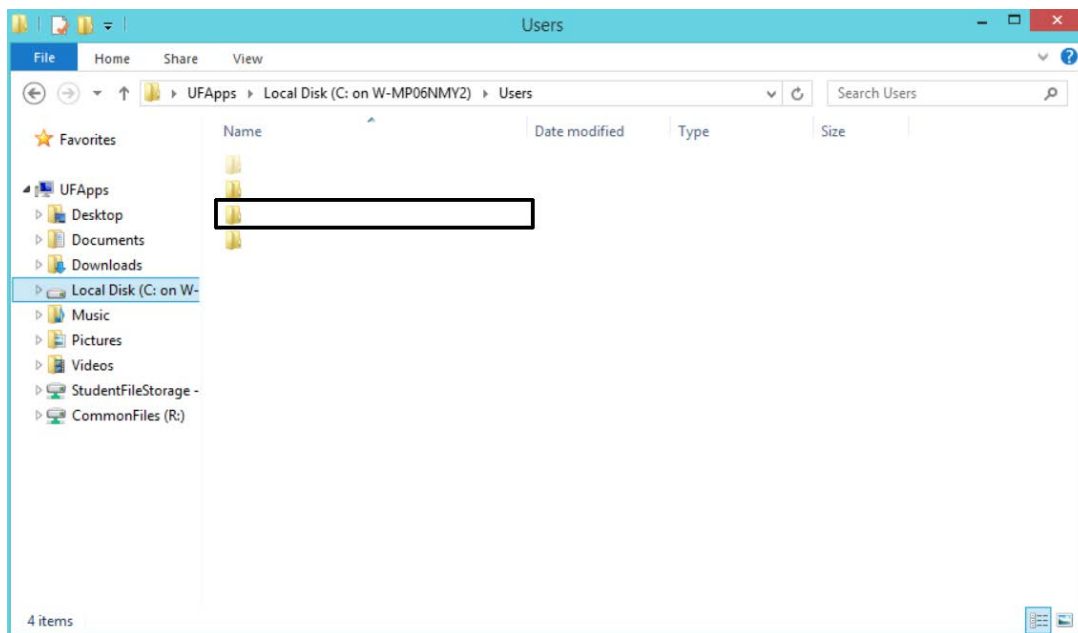 Users
File Home Share View
UFApps Local Disk (C: on W-MP06NMY2) Users
Search Users
Name Date modified Type Size
Favorites
UFApps
Desktop
Documents
Downloads
Local Disk (C: on W-
Music
Pictures
Videos
StudentFileStorage -
CommonFiles (R:)
4 items